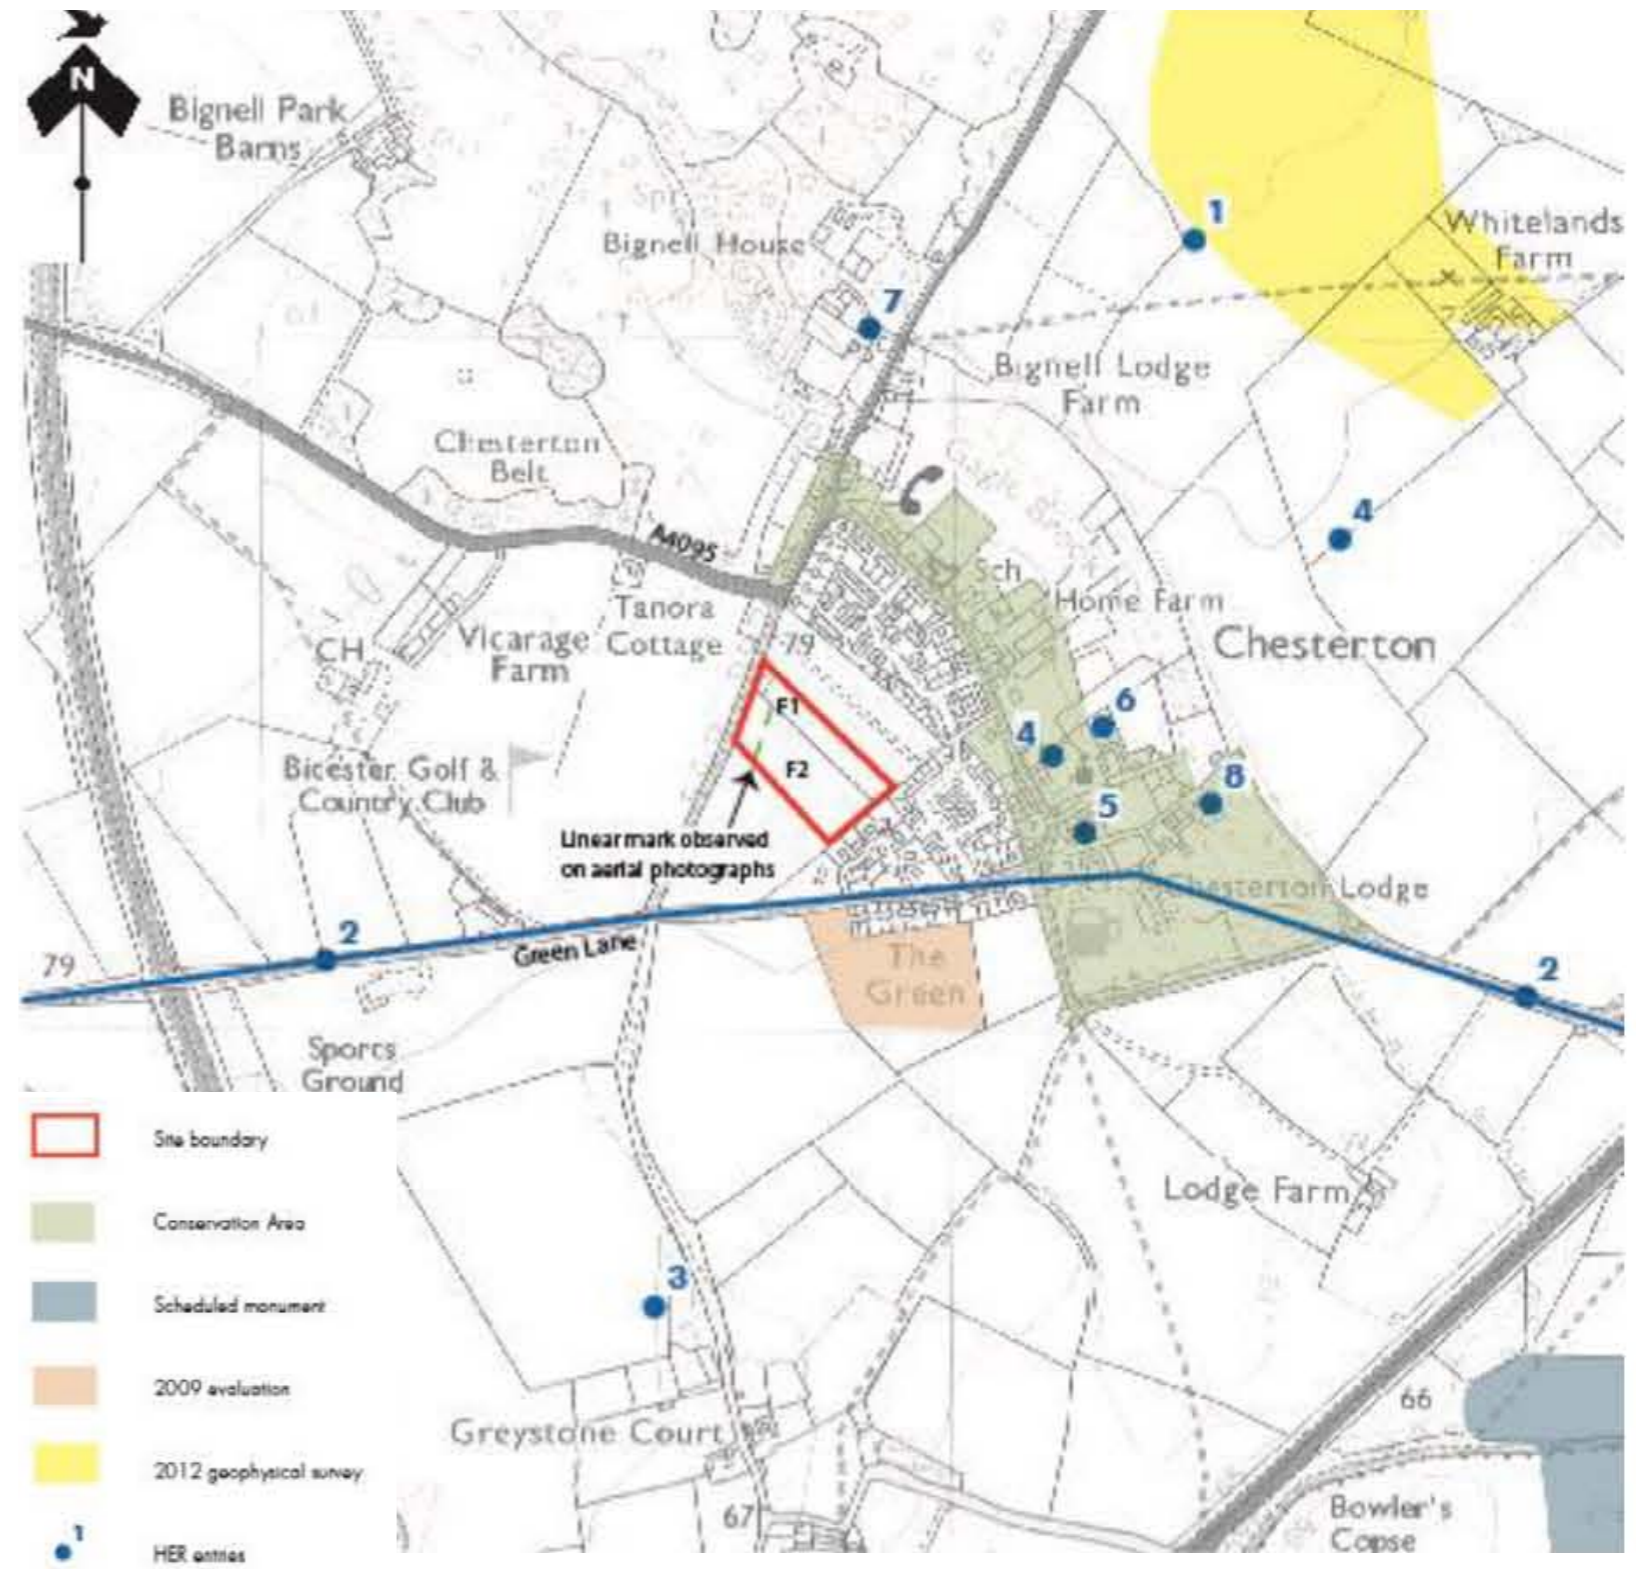 N
Bignell Park
Barns
Bignell House
1
Whitelands
Farm
7
Bignell Lodge
Farm
Chesterton
Belt
4
A4095
Sch
Home Farm
Tanora
Cottage
79
Chesterton
CH
Vicarage
Farm
F1
6
4
F2
Bicester Golf &
Country Club
8
5
Linear mark observed
on aerial photographs
Chesterton Lodge
2
Green Lane
79
The
Green
2
Sports
Ground
Site boundary
Conservation Area
Lodge Farm
3
Scheduled monument
2009 evaluation
66
Greystone Court
2012 geophysical survey
67
Bowler's
Copse
1
HER entries